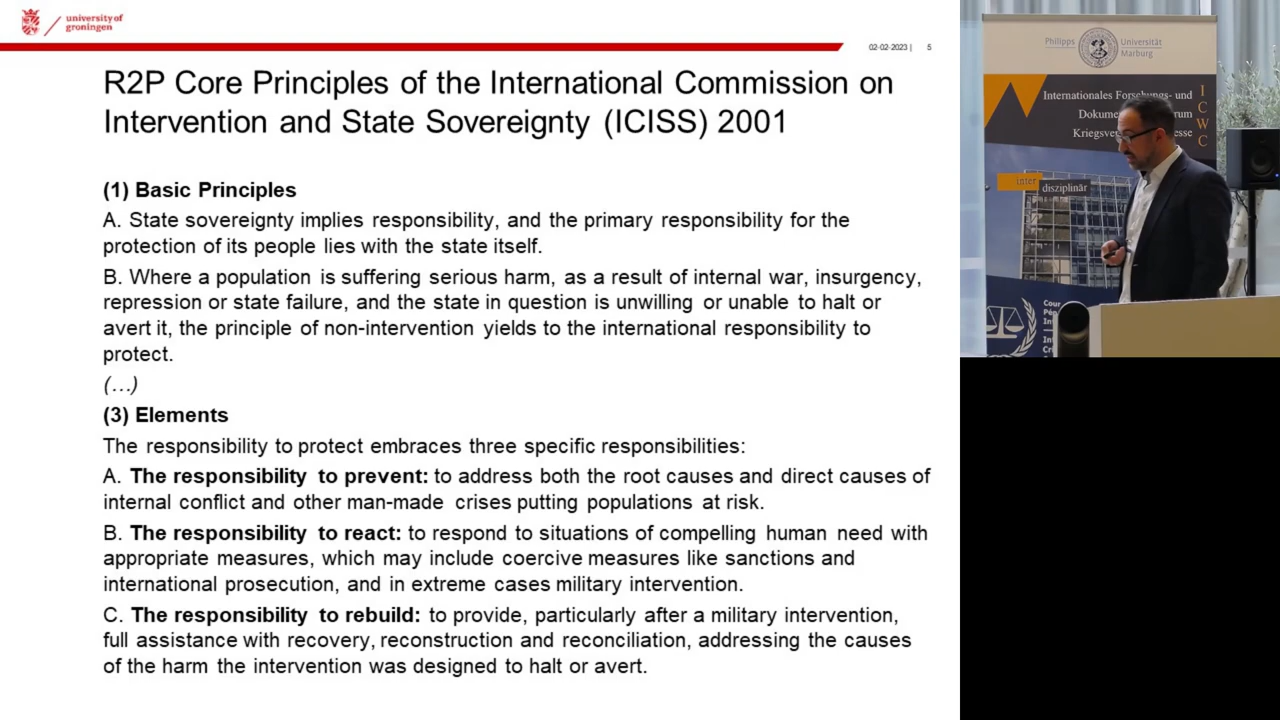 university of
groningen
02-02-2023 | 5
R2P Core Principles of the International Commission on
Intervention and State Sovereignty (ICISS) 2001
(1) Basic Principles
A. State sovereignty implies responsibility, and the primary responsibility for the
protection of its people lies with the state itself.
B. Where a population is suffering serious harm, as a result of internal war, insurgency,
repression or state failure, and the state in question is unwilling or unable to halt or
avert it, the principle of non-intervention yields to the international responsibility to
protect.
(…)
(3) Elements
The responsibility to protect embraces three specific responsibilities:
A. The responsibility to prevent: to address both the root causes and direct causes of
internal conflict and other man-made crises putting populations at risk.
B. The responsibility to react: to respond to situations of compelling human need with
appropriate measures, which may include coercive measures like sanctions and
international prosecution, and in extreme cases military intervention.
C. The responsibility to rebuild: to provide, particularly after a military intervention,
full assistance with recovery, reconstruction and reconciliation, addressing the causes
of the harm the intervention was designed to halt or avert.
Philipps Universität
Marburg
Internationales Forschungs- und
ICWC
inter
disziplinär